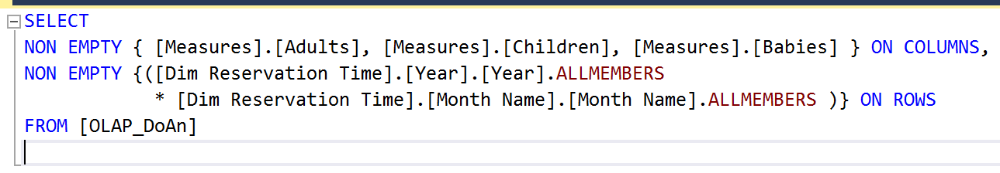 SELECT
NON EMPTY { [Measures].[Adults], [Measures].[Children], [Measures].[Babies] } ON COLUMNS,
NON EMPTY {([Dim Reservation Time].[Year].[Year].ALLMEMBERS
* [Dim Reservation Time].[Month Name].[Month Name].ALLMEMBERS )} ON ROWS
FROM [OLAP_DoAn]